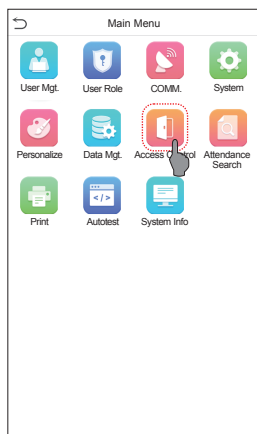 Main Menu
User Mgt.
User Role
COMM.
System
Personalize
Data Mgt.
Access Control
Attendance
Search
Print
</>
Autotest
System Info